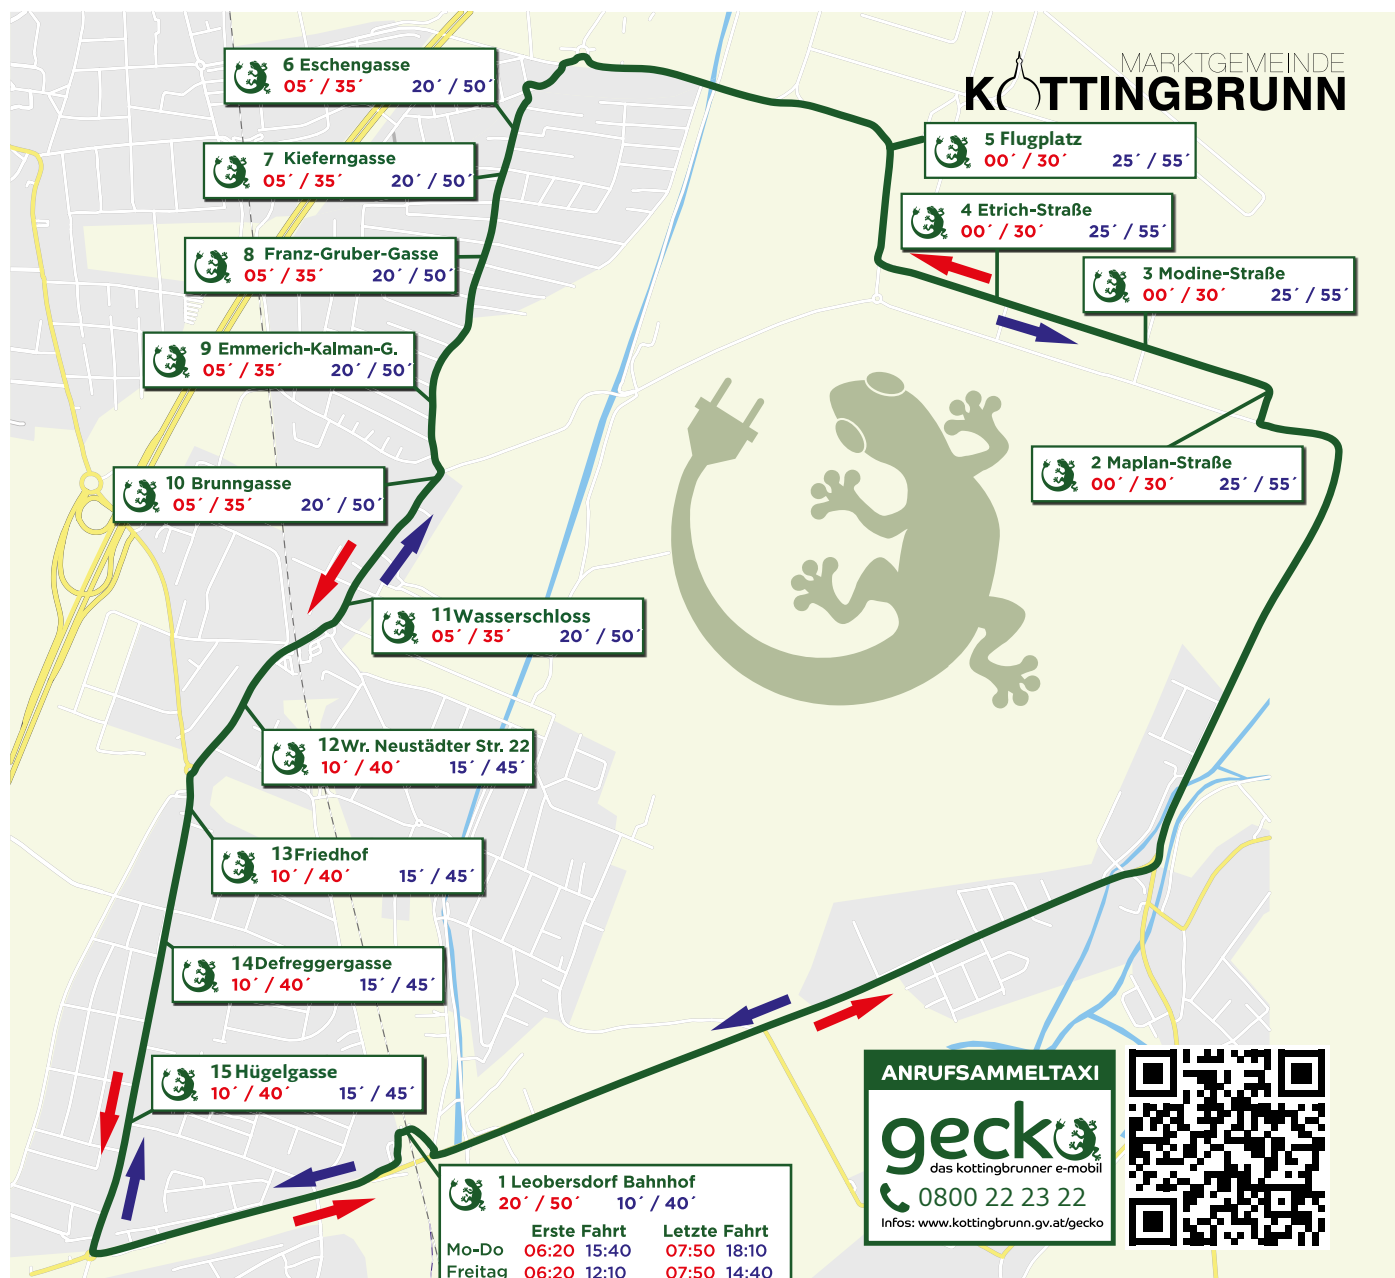 MARKTGEMEINDE
KOTTINGBRUNN
6 Eschengasse
05´ / 35´ 20´ / 50´
5 Flugplatz
00´ / 30´ 25´ / 55´
7 Kieferngasse
05´ / 35´ 20´ / 50´
4 Etrich-Straße
00´ / 30´ 25´ / 55´
8 Franz-Gruber-Gasse
05´ / 35´ 20´ / 50´
3 Modine-Straße
00´ / 30´ 25´ / 55´
9 Emmerich-Kalman-G.
05´ / 35´ 20´ / 50´
2 Maplan-Straße
00´ / 30´ 25´ / 55´
10 Brunngasse
05´ / 35´ 20´ / 50´
11 Wasserschloss
05´ / 35´ 20´ / 50´
12 Wr. Neustädter Str. 22
10´ / 40´ 15´ / 45´
13 Friedhof
10´ / 40´ 15´ / 45´
14 Defreggergasse
10´ / 40´ 15´ / 45´
15 Hügelgasse
10´ / 40´ 15´ / 45´
1 Leobersdorf Bahnhof
20´ / 50´ 10´ / 40´
Erste Fahrt Letzte Fahrt
Mo-Do 06:20 15:40 07:50 18:10
Freitag 06:20 12:10 07:50 14:40
ANRUFSAMMELTAXI
gecko
das kottingbrunner e-mobil
0800 22 23 22
Infos: www.kottingbrunn.gv.at/gecko